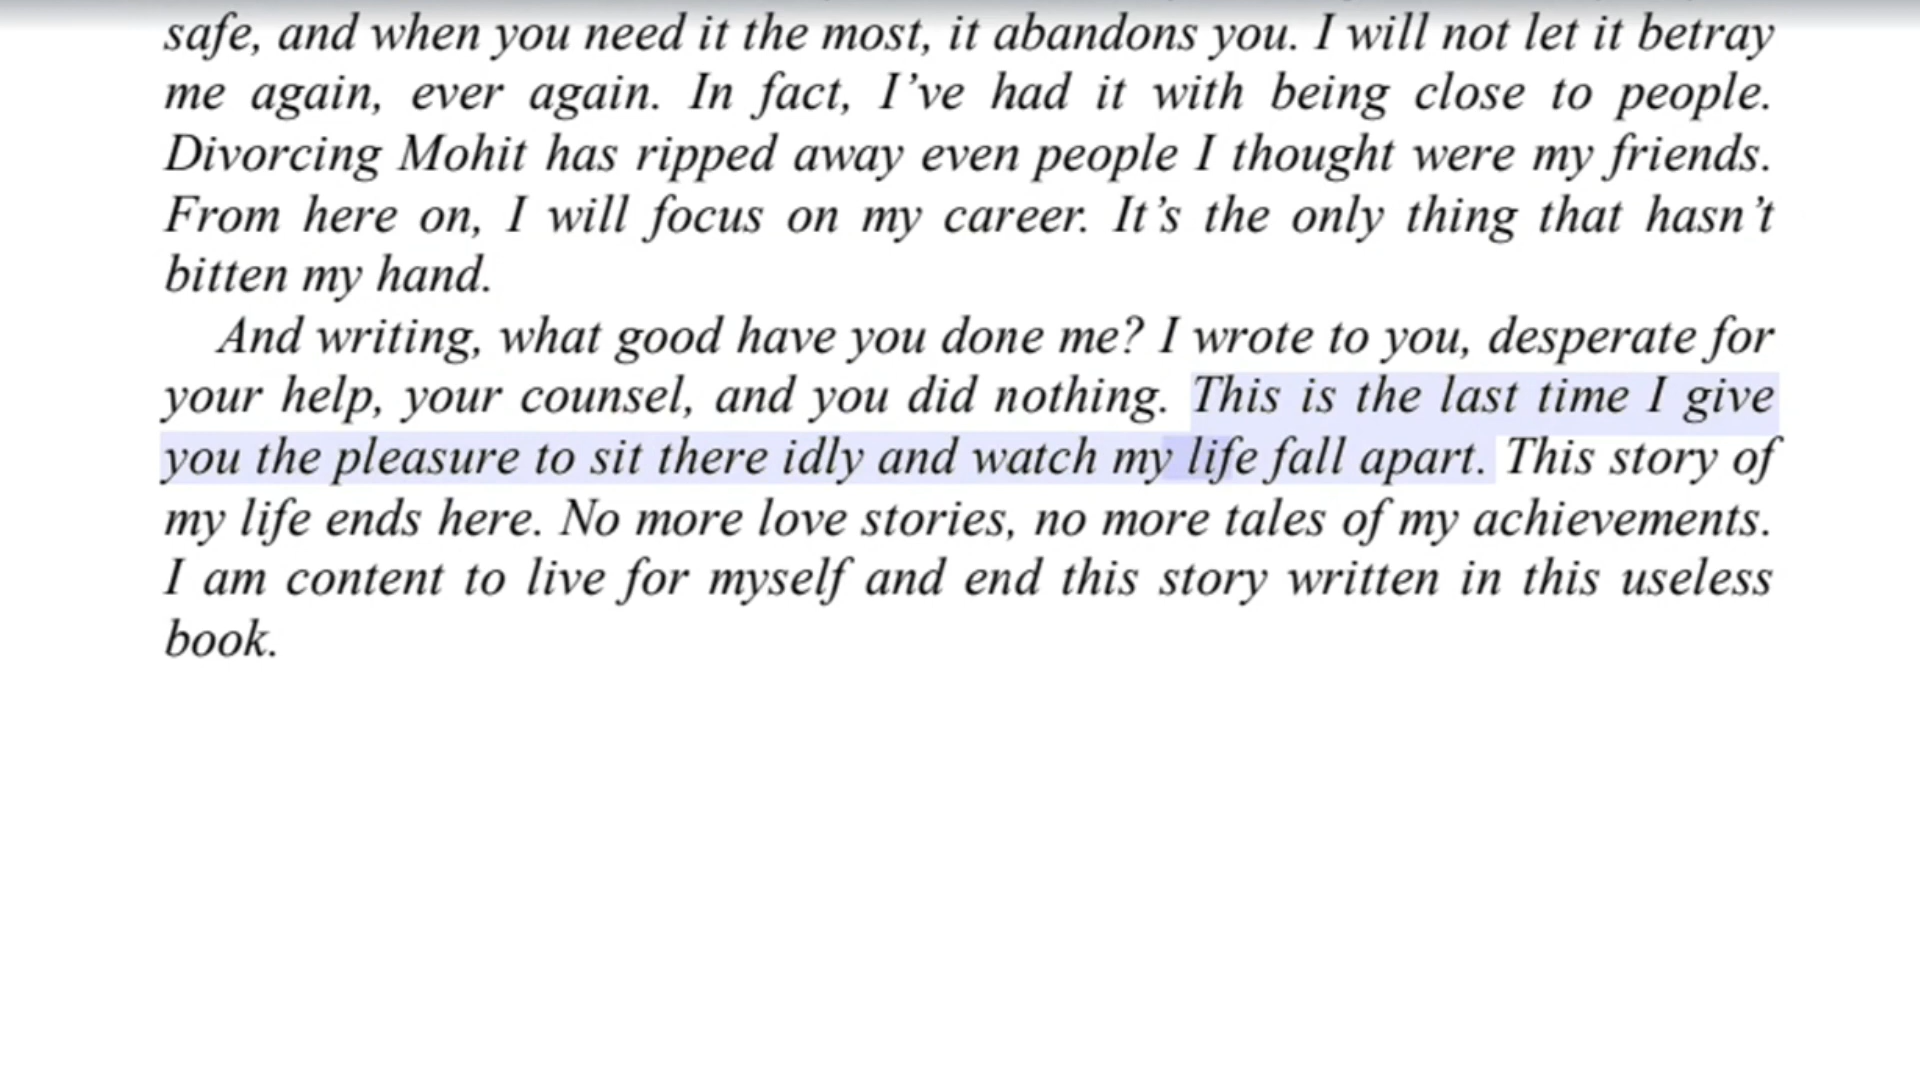 safe, and when you need it the most, it abandons you. I will not let it betray
me again, ever again. In fact, I’ve had it with being close to people.
Divorcing Mohit has ripped away even people I thought were my friends.
From here on, I will focus on my career. It’s the only thing that hasn’t
bitten my hand.
And writing, what good have you done me? I wrote to you, desperate for
your help, your counsel, and you did nothing. This is the last time I give
you the pleasure to sit there idly and watch my life fall apart. This story of
my life ends here. No more love stories, no more tales of my achievements.
I am content to live for myself and end this story written in this useless
book.